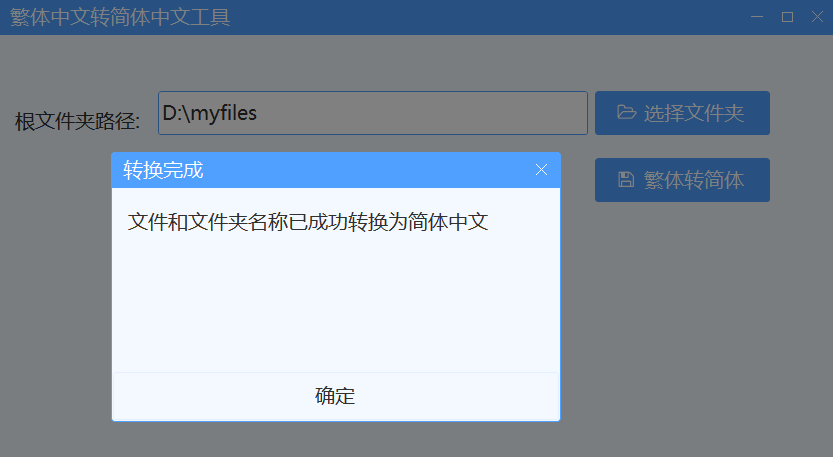 繁体中文转简体中文工具
根文件夹路径:
D:\myfiles
选择文件夹
繁体转简体
转换完成
文件和文件夹名称已成功转换为简体中文
确定